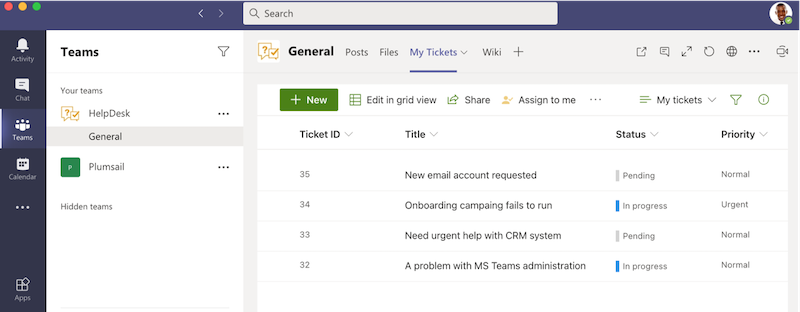 Search
Activity
Chat
Teams
Calendar
Apps
Teams
Your teams
HelpDesk
General
P
Plumsail
Hidden teams
General Posts Files My Tickets Wiki
New Edit in grid view Share Assign to me My tickets
Ticket ID Title Status Priority
35 New email account requested Pending Normal
34 Onboarding campaing fails to run In progress Urgent
33 Need urgent help with CRM system Pending Normal
32 A problem with MS Teams administration In progress Normal